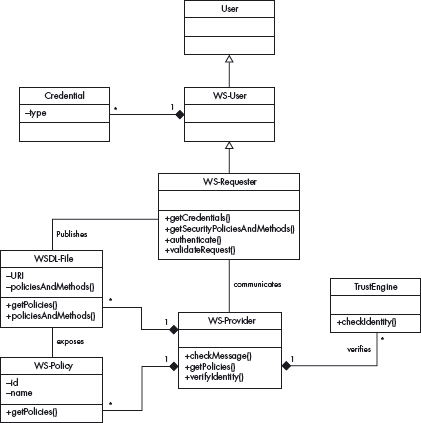 User
Credential
–type
*
1
WS-User
WS-Requester
+getCredentials()
+getSecurityPoliciesAndMethods()
+authenticate()
+validateRequest()
Publishes
communicates
WSDL-File
–URI
–policiesAndMethods()
+getPolicies()
+policiesAndMethods()
*
1
WS-Provider
+checkMessage()
+getPolicies()
+verifyIdentity()
TrustEngine
+checkIdentity()
*
verifies
1
exposes
WS-Policy
–id
–name
+getPolicies()
*
1